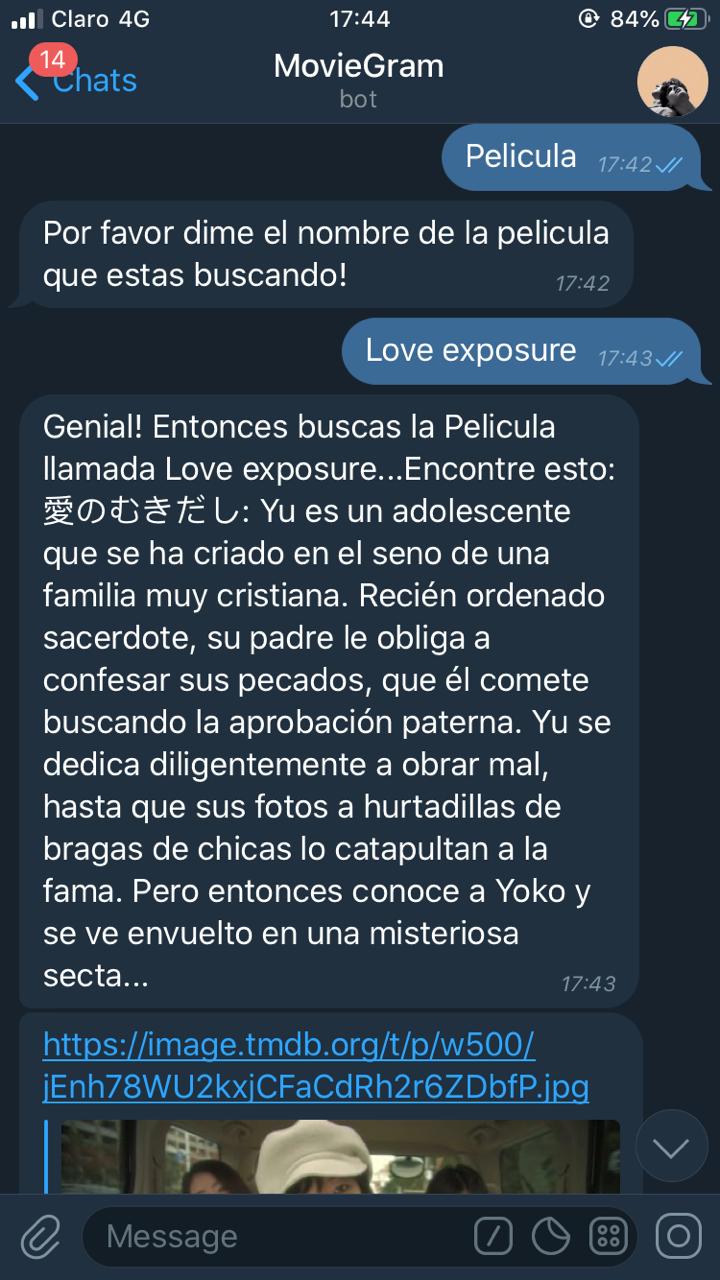 Claro 4G 17:44 84%
14
Chats
MovieGram
bot
Pelicula 17:42
Por favor dime el nombre de la pelicula
que estas buscando! 17:42
Love exposure 17:43
Genial! Entonces buscas la Pelicula
llamada Love exposure...Encontre esto:
愛のむきだし: Yu es un adolescente
que se ha criado en el seno de una
familia muy cristiana. Recién ordenado
sacerdote, su padre le obliga a
confesar sus pecados, que él comete
buscando la aprobación paterna. Yu se
dedica diligentemente a obrar mal,
hasta que sus fotos a hurtadillas de
bragas de chicas lo catapultan a la
fama. Pero entonces conoce a Yoko y
se ve envuelto en una misteriosa
secta... 17:43
https://image.tmdb.org/t/p/w500/
jEnh78WU2kxjCFaCdRh2r6ZDbfP.jpg
Message